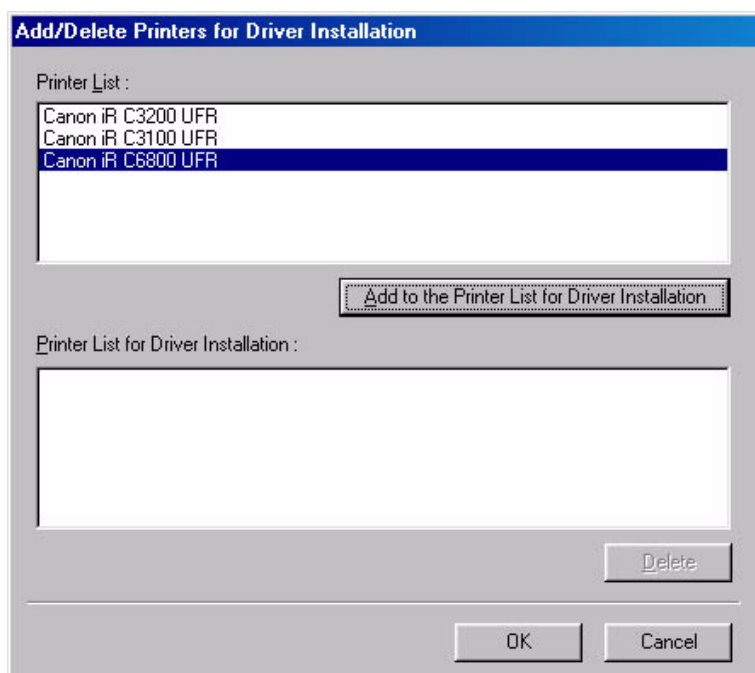 Add/Delete Printers for Driver Installation
Printer List :
Canon iR C3200 UFR
Canon iR C3100 UFR
Canon iR C6800 UFR
Add to the Printer List for Driver Installation
Printer List for Driver Installation :
Delete
OK
Cancel